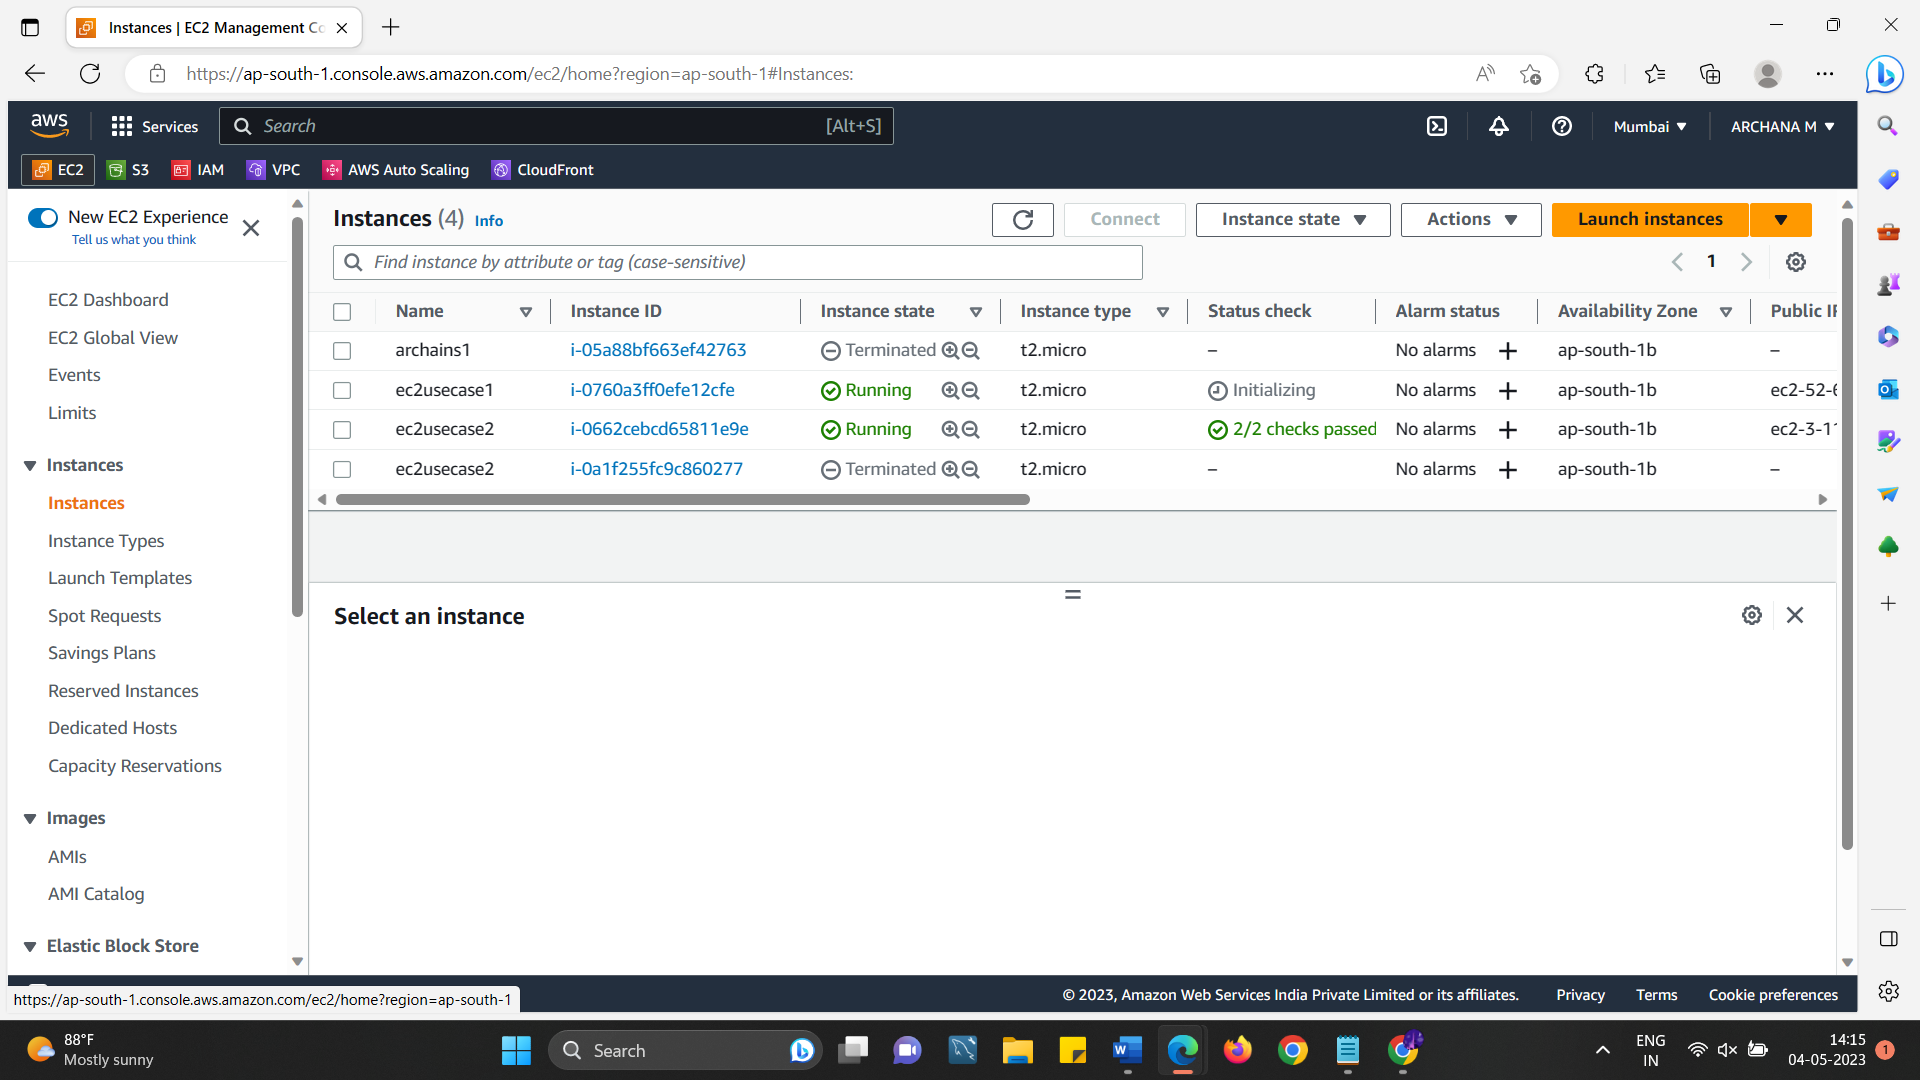 Instances | EC2 Management Co
https://ap-south-1.console.aws.amazon.com/ec2/home?region=ap-south-1#Instances:
aws
Services
Search
[Alt+S]
Mumbai
ARCHANA M
EC2
S3
IAM
VPC
AWS Auto Scaling
CloudFront
New EC2 Experience
Tell us what you think
EC2 Dashboard
EC2 Global View
Events
Limits
Instances
Instances
Instance Types
Launch Templates
Spot Requests
Savings Plans
Reserved Instances
Dedicated Hosts
Capacity Reservations
Images
AMIs
AMI Catalog
Elastic Block Store
Instances (4) Info
Connect
Instance state
Actions
Launch instances
Find instance by attribute or tag (case-sensitive)
1
Name Instance ID Instance state Instance type Status check Alarm status Availability Zone Public IP
archains1 i-05a88bf663ef42763 Terminated t2.micro – No alarms + ap-south-1b –
ec2usecase1 i-0760a3ff0efe12cfe Running t2.micro Initializing No alarms + ap-south-1b ec2-52-6
ec2usecase2 i-0662cebcd65811e9e Running t2.micro 2/2 checks passed No alarms + ap-south-1b ec2-3-11
ec2usecase2 i-0a1f255fc9c860277 Terminated t2.micro – No alarms + ap-south-1b –
Select an instance
https://ap-south-1.console.aws.amazon.com/ec2/home?region=ap-south-1
© 2023, Amazon Web Services India Private Limited or its affiliates.
Privacy
Terms
Cookie preferences
88°F
Mostly sunny
Search
ENG
IN
14:15
04-05-2023
1